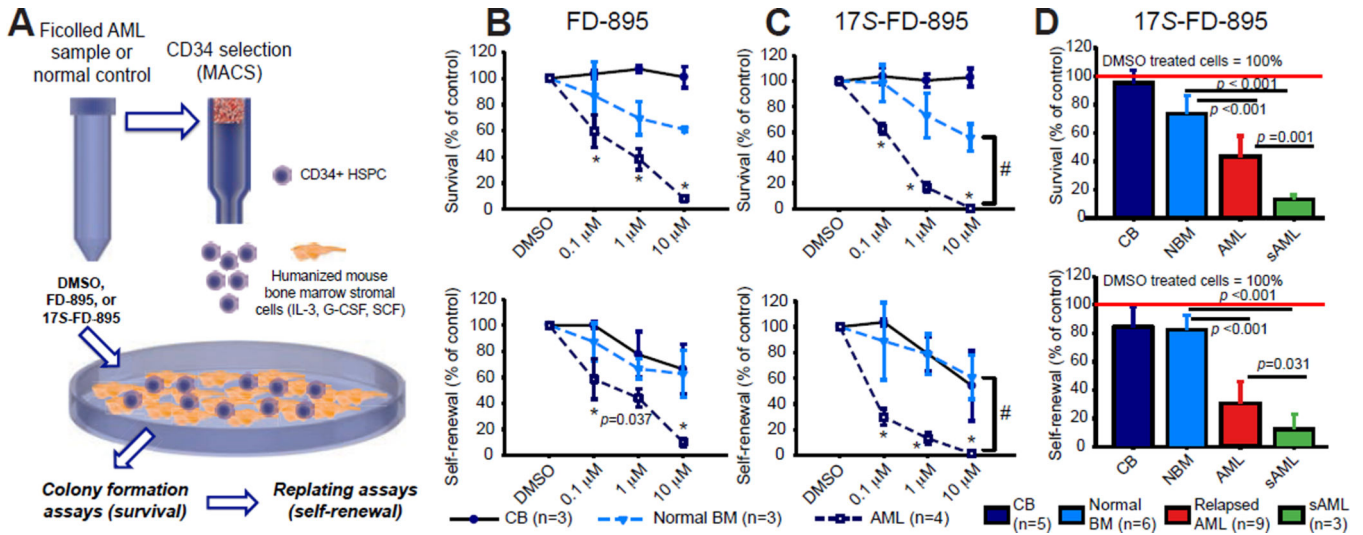 A
Ficolled AML
sample or
normal control
CD34 selection
(MACS)
CD34+ HSPC
DMSO,
FD-895, or
17S-FD-895
Humanized mouse
bone marrow stromal
cells (IL-3, G-CSF, SCF)
Colony formation
assays (survival)
Replating assays
(self-renewal)
B
FD-895
Survival (% of control)
120
100
80
60
40
20
0
*
*
*
DMSO
0.1 µM
1 µM
10 µM
Self-renewal (% of control)
120
100
80
60
40
20
0
*
p=0.037
*
DMSO
0.1 µM
1 µM
10 µM
C
17S-FD-895
Survival (% of control)
120
100
80
60
40
20
0
*
*
*
#
DMSO
0.1 µM
1 µM
10 µM
Self-renewal (% of control)
120
100
80
60
40
20
0
*
*
*
#
DMSO
0.1 µM
1 µM
10 µM
CB (n=3)
Normal BM (n=3)
AML (n=4)
D
17S-FD-895
Survival (% of control)
120
100
80
60
40
20
0
DMSO treated cells = 100%
p < 0.001
p <0.001
p =0.001
CB
NBM
AML
sAML
Self-renewal (% of control)
120
100
80
60
40
20
0
DMSO treated cells = 100%
p <0.001
p <0.001
p=0.031
CB
NBM
AML
sAML
CB
(n=5)
Normal
BM (n=6)
Relapsed
AML (n=9)
sAML
(n=3)